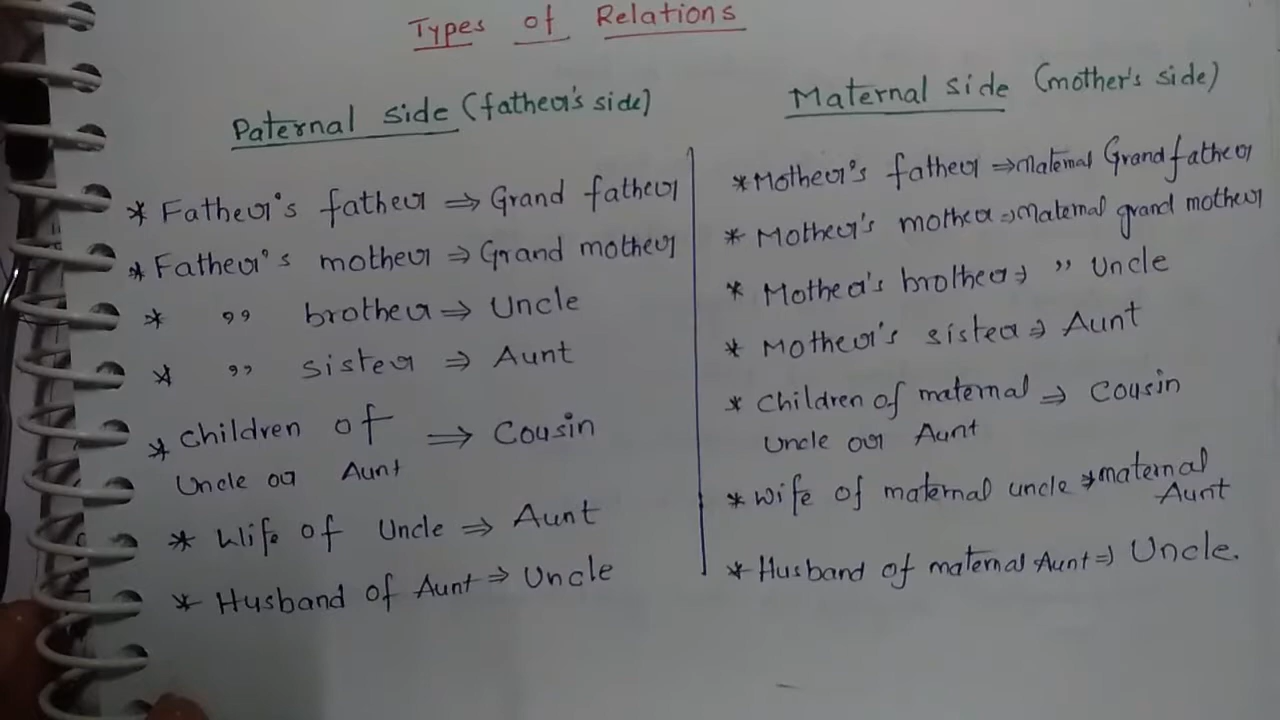 Types of Relations
Paternal side (father's side)
* Father's father ⇒ Grand father
* Father's mother ⇒ Grand mother
* ,, brother ⇒ Uncle
* ,, sister ⇒ Aunt
* children of ⇒ Cousin
Uncle or Aunt
* Wife of Uncle ⇒ Aunt
* Husband of Aunt ⇒ Uncle
Maternal side (mother's side)
* Mother's father ⇒ maternal Grand father
* Mother's mother ⇒ maternal grand mother
* Mother's brother ⇒ ,, Uncle
* Mother's sister ⇒ Aunt
* children of maternal ⇒ Cousin
Uncle or Aunt
* wife of maternal uncle ⇒ maternal
Aunt
* Husband of maternal Aunt ⇒ Uncle.